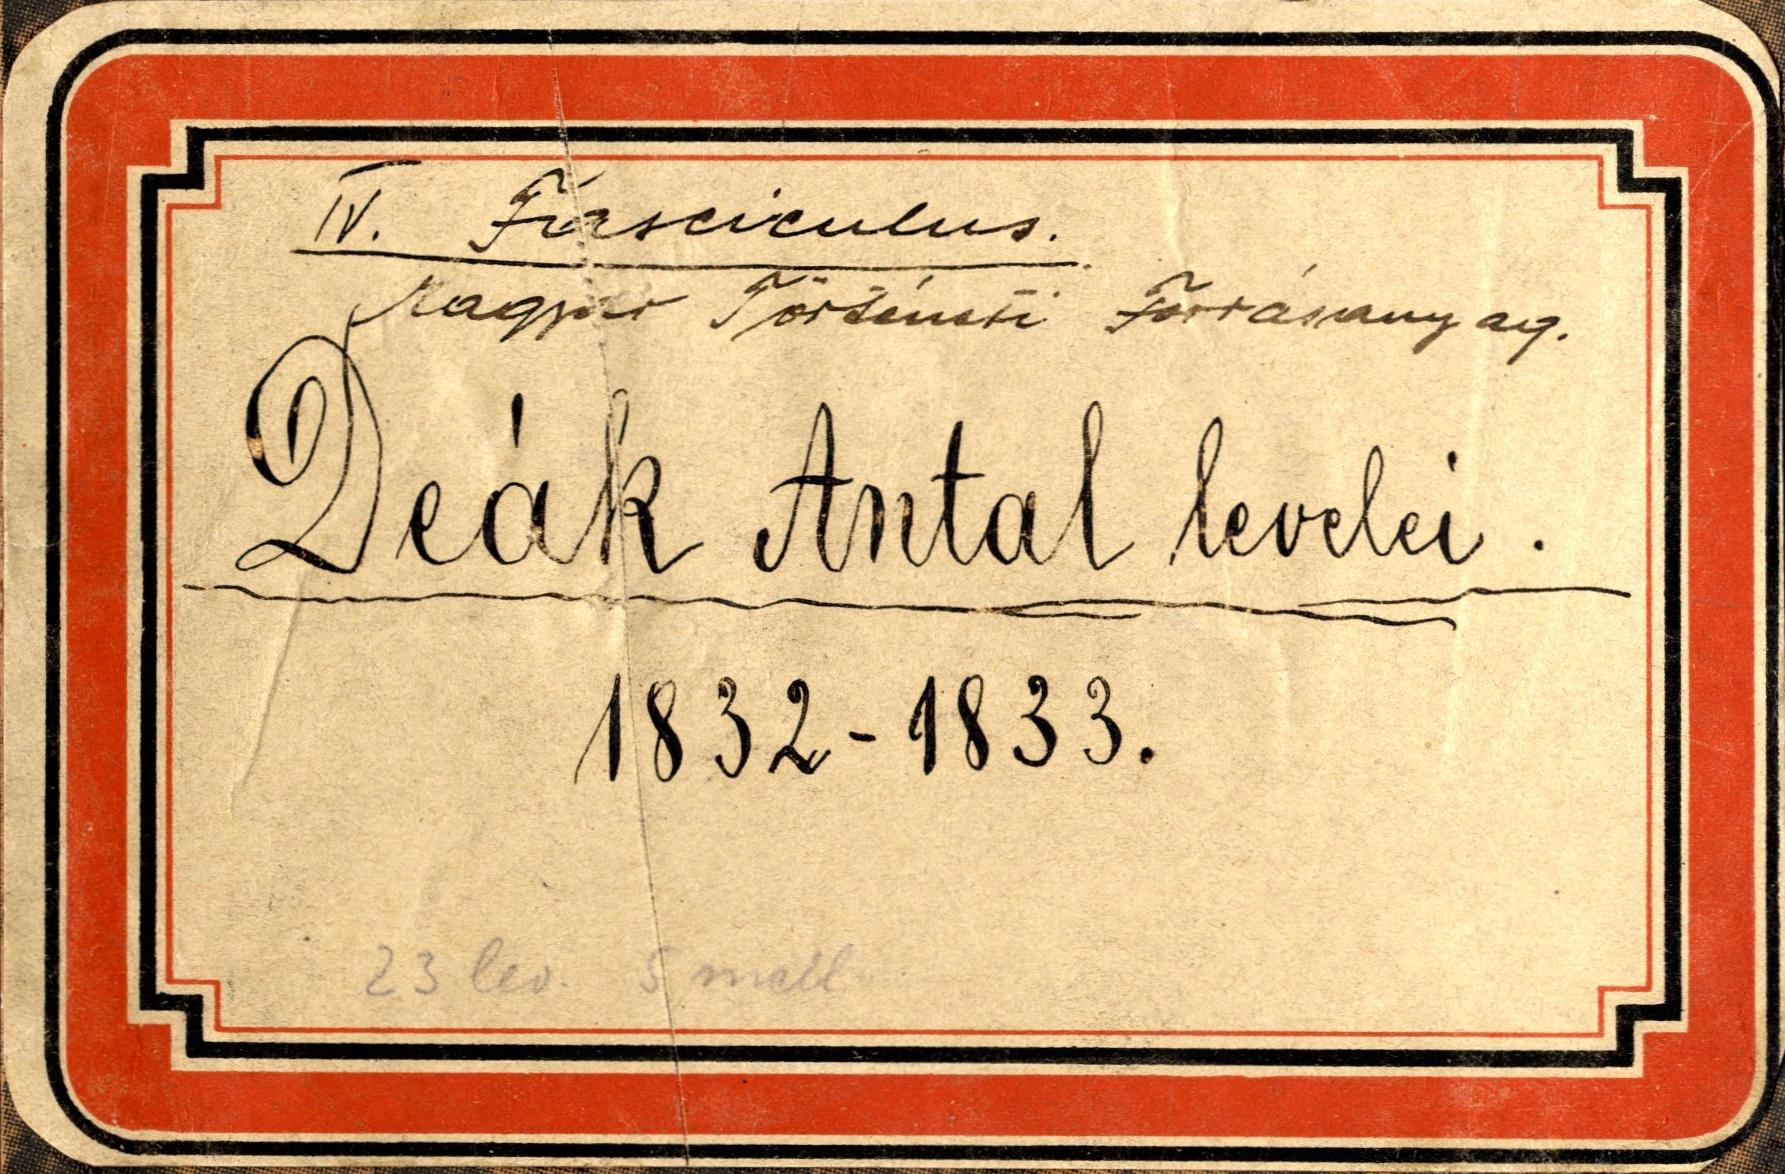 IV. Fasciculus.
Magyar Történeti Forrásanyag.
Deák Antal levelei.
1832-1833.
23 lev. 5 mell